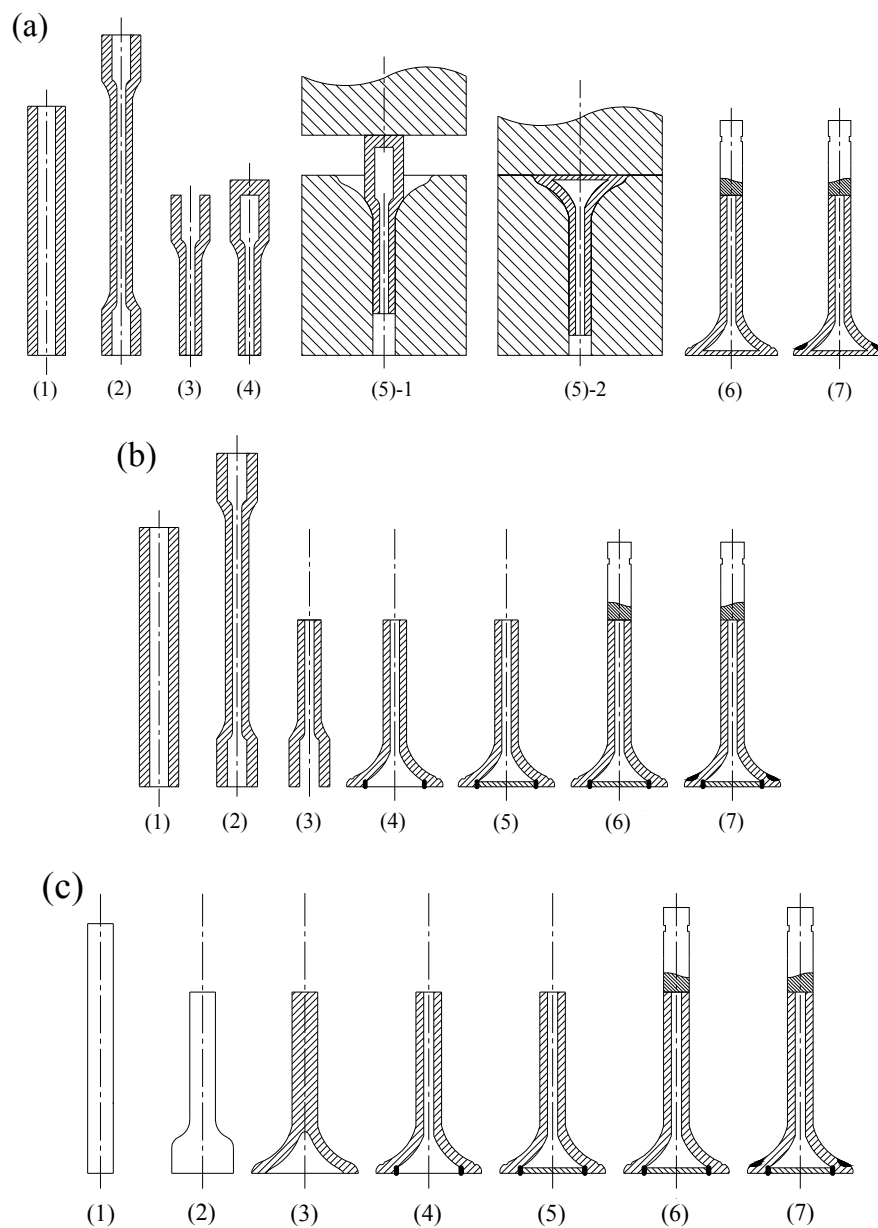 (a)
(1) (2) (3) (4) (5)-1 (5)-2 (6) (7)
(b)
(1) (2) (3) (4) (5) (6) (7)
(c)
(1) (2) (3) (4) (5) (6) (7)